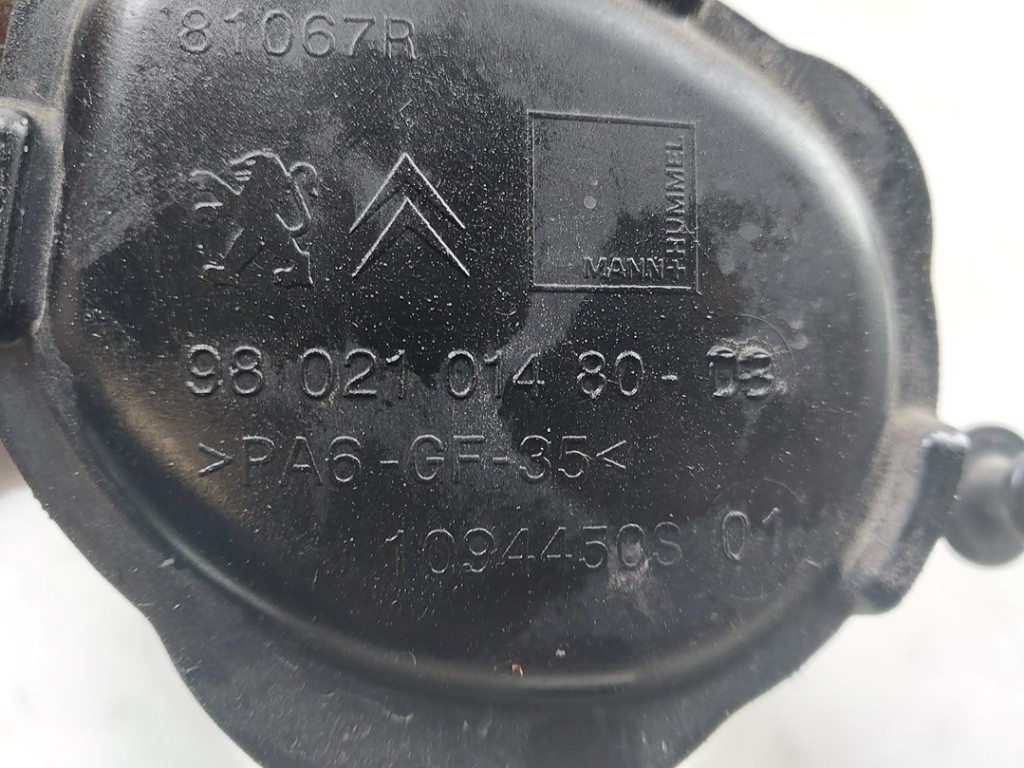 81067R
MANN+HUMMEL
98 021 014 80 - 03
>PA6-GF-35<
1094450S 01